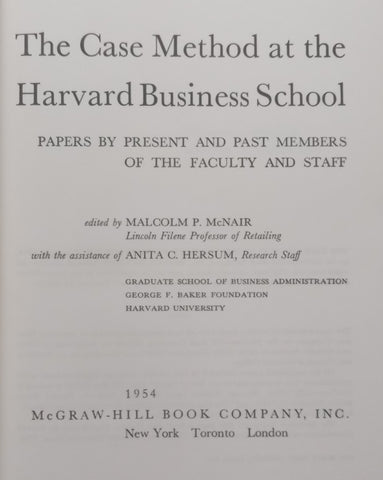 The Case Method at the
Harvard Business School
PAPERS BY PRESENT AND PAST MEMBERS
OF THE FACULTY AND STAFF
edited by MALCOLM P. McNAIR
Lincoln Filene Professor of Retailing
with the assistance of ANITA C. HERSUM, Research Staff
GRADUATE SCHOOL OF BUSINESS ADMINISTRATION
GEORGE F. BAKER FOUNDATION
HARVARD UNIVERSITY
1954
McGRAW-HILL BOOK COMPANY, INC.
New York Toronto London